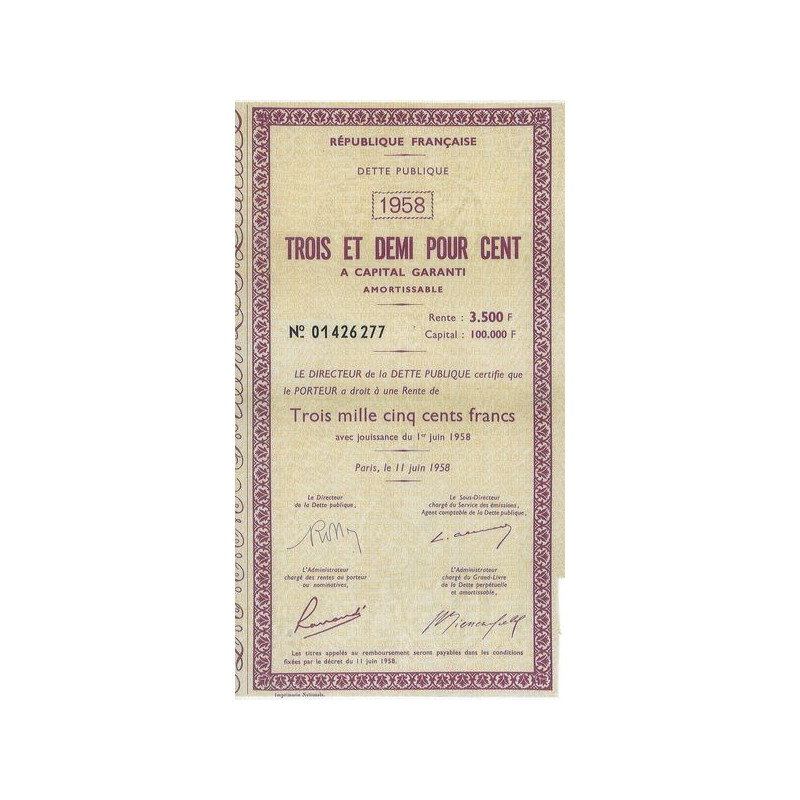 RÉPUBLIQUE FRANÇAISE
DETTE PUBLIQUE
1958
TROIS ET DEMI POUR CENT
A CAPITAL GARANTI
AMORTISSABLE
Nº 01426277
Rente : 3.500 F
Capital : 100.000 F
LE DIRECTEUR de la DETTE PUBLIQUE certifie que
le PORTEUR a droit à une Rente de
Trois mille cinq cents francs
avec jouissance du 1er juin 1958
Paris, le 11 juin 1958
Le Directeur
de la Dette publique,
Le Sous-Directeur
chargé du Service des émissions,
Agent comptable de la Dette publique,
L'Administrateur
chargé des rentes au porteur
ou nominatives,
L'Administrateur
chargé du Grand-Livre
de la Dette perpétuelle
et amortissable,
Les titres appelés au remboursement seront payables dans les conditions
fixées par le décret du 11 juin 1958.
Imprimerie Nationale.